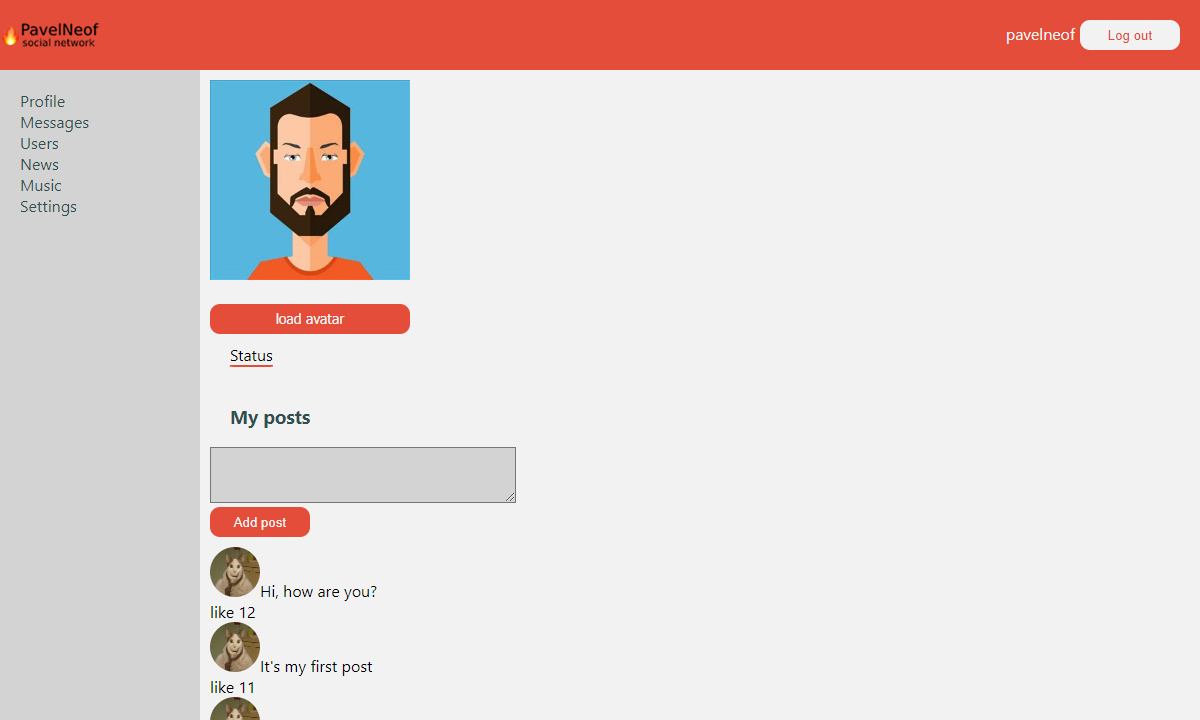 PavelNeof
social network
pavelneof
Log out
Profile
Messages
Users
News
Music
Settings
load avatar
Status
My posts
Add post
Hi, how are you?
like 12
It's my first post
like 11